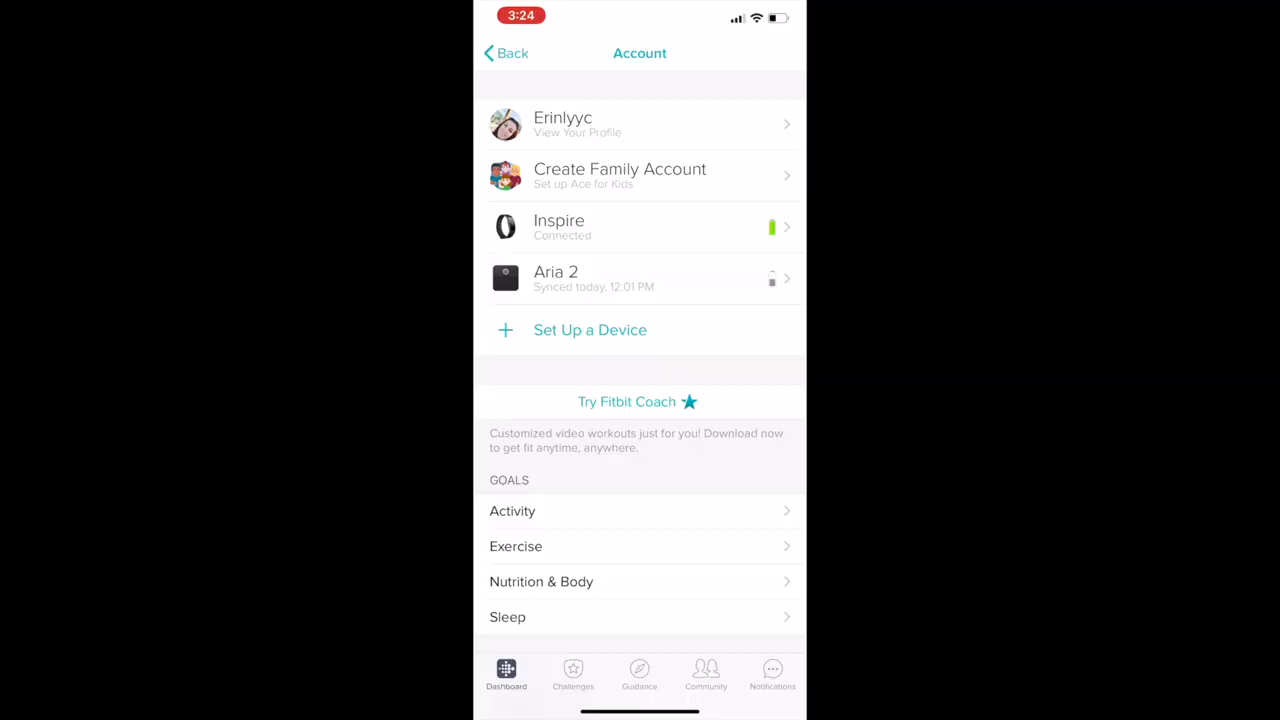 3:24
Back
Account
Erinlyyc
View Your Profile
Create Family Account
Set up Ace for Kids
Inspire
Connected
Aria 2
Synced today, 12:01 PM
+ Set Up a Device
Try Fitbit Coach
Customized video workouts just for you! Download now
to get fit anytime, anywhere.
GOALS
Activity
Exercise
Nutrition & Body
Sleep
Dashboard
Challenges
Guidance
Community
Notifications